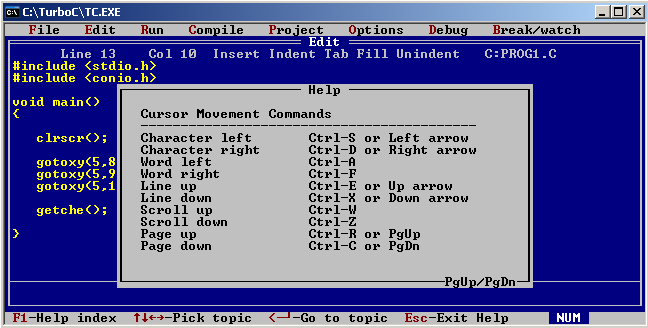 C:\TurboC\TC.EXE
File Edit Run Compile Project Options Debug Break/watch
Edit
Line 13 Col 10 Insert Indent Tab Fill Unindent C:PROG1.C
#include <stdio.h>
#include <conio.h>
void main()
{
clrscr();
gotoxy(5,8
gotoxy(5,9
gotoxy(5,1
getche();
}
Help
Cursor Movement Commands
Character left Ctrl-S or Left arrow
Character right Ctrl-D or Right arrow
Word left Ctrl-A
Word right Ctrl-F
Line up Ctrl-E or Up arrow
Line down Ctrl-X or Down arrow
Scroll up Ctrl-W
Scroll down Ctrl-Z
Page up Ctrl-R or PgUp
Page down Ctrl-C or PgDn
PgUp/PgDn
F1-Help index ↑↓←→-Pick topic <─┘-Go to topic Esc-Exit Help NUM